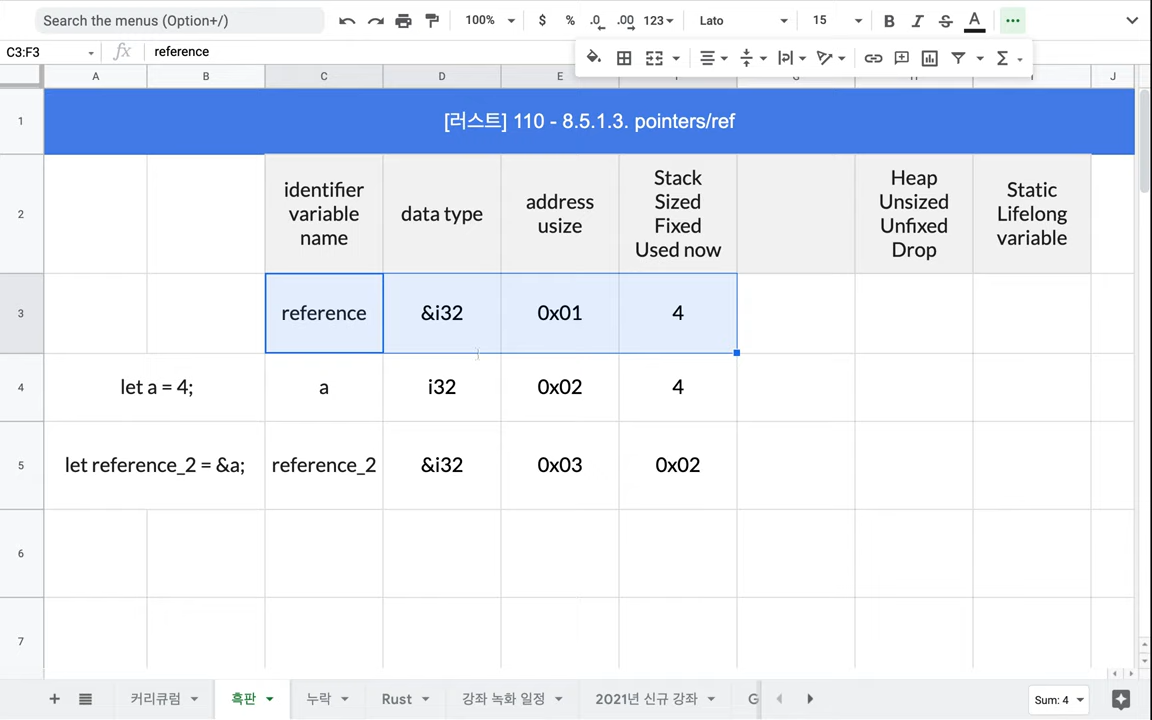 Search the menus (Option+/)
100%
$
%
.0
.00
123
Lato
15
B
I
S
A
C3:F3
fx
reference
A
B
C
D
E
F
G
H
I
J
1
[러스트] 110 - 8.5.1.3. pointers/ref
2
identifier
variable
name
data type
address
usize
Stack
Sized
Fixed
Used now
Heap
Unsized
Unfixed
Drop
Static
Lifelong
variable
3
reference
&i32
0x01
4
4
let a = 4;
a
i32
0x02
4
5
let reference_2 = &a;
reference_2
&i32
0x03
0x02
6
7
커리큐럼
흑판
누락
Rust
강좌 녹화 일정
2021년 신규 강좌
G
Sum: 4